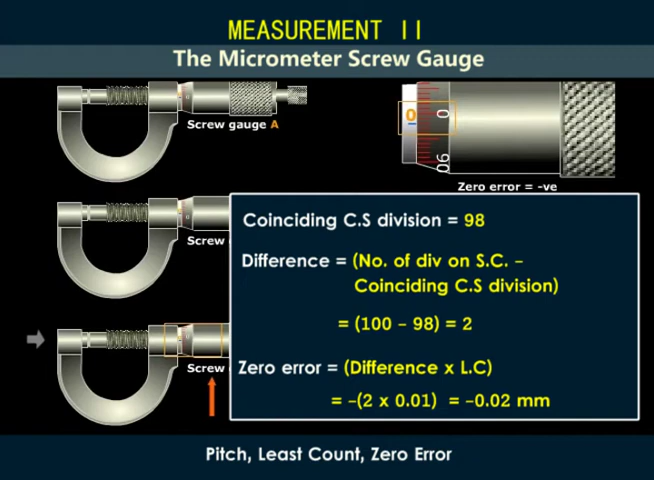 MEASUREMENT II
The Micrometer Screw Gauge
Screw gauge A
0
0
90
Zero error = -ve
Screw
Coinciding C.S division = 98
Difference = (No. of div on S.C. –
Coinciding C.S division)
= (100 – 98) = 2
Screw
Zero error = (Difference x L.C)
= -(2 x 0.01) = -0.02 mm
Pitch, Least Count, Zero Error